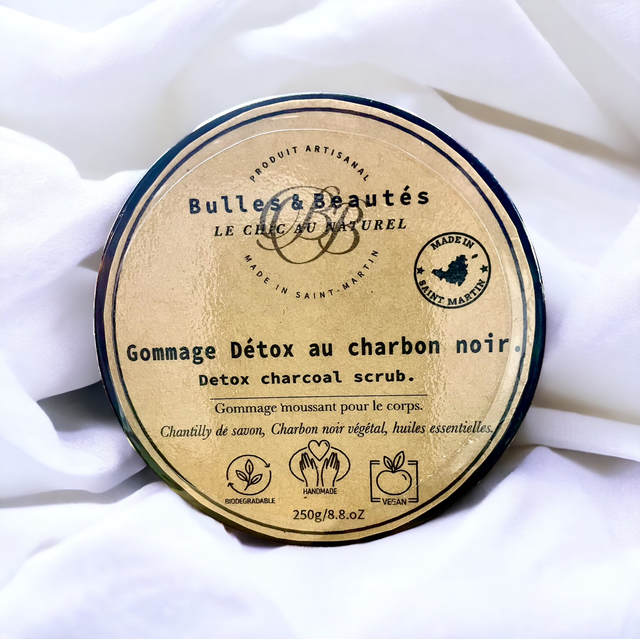 PRODUIT ARTISANAL
Bulles & Beautés
BB
LE CHIC AU NATUREL
MADE IN SAINT-MARTIN
MADE IN
SAINT MARTIN
Gommage Détox au charbon noir.
Detox charcoal scrub.
Gommage moussant pour le corps.
Chantilly de savon, Charbon noir végétal, huiles essentielles.
BIODEGRADABLE
HANDMADE
VEGAN
250g/8.8.oZ